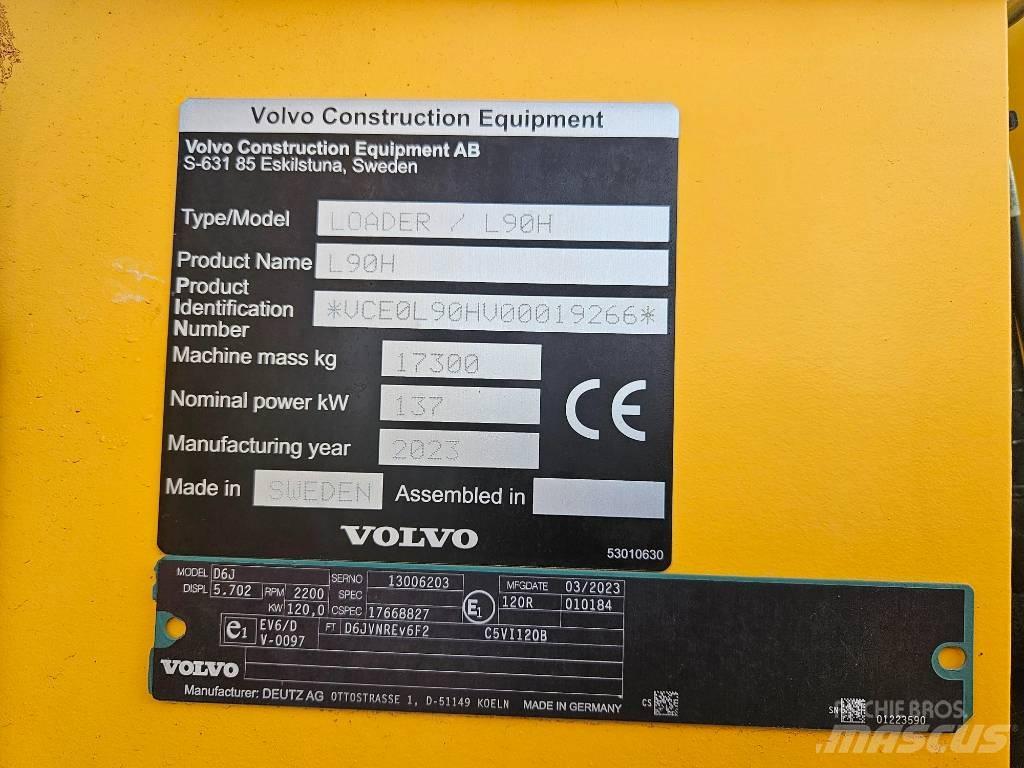 Volvo Construction Equipment
Volvo Construction Equipment AB
S-631 85 Eskilstuna, Sweden
Type/Model LOADER / L90H
Product Name L90H
Product
Identification
Number *VCE0L90HV00019266*
Machine mass kg 17300
Nominal power kW 137
Manufacturing year 2023
CE
Made in SWEDEN Assembled in
VOLVO
53010630
MODEL D6J SERNO 13006203 MFGDATE 03/2023
DISPL 5.702 RPM 2200 SPEC E1 120R 010184
KW 120,0 CSPEC 17668827
e1 EV6/D FT D6JVNREv6F2 C5VI120B
V-0097
VOLVO
Manufacturer: DEUTZ AG OTTOSTRASSE 1, D-51149 KOELN MADE IN GERMANY CS SN 01223590
RITCHIE BROS.
MASCUS